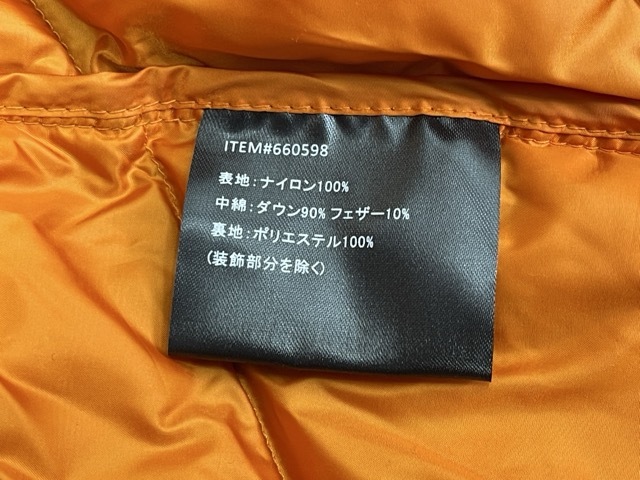 ITEM#660598
表地:ナイロン100%
中綿:ダウン90% フェザー10%
裏地:ポリエステル100%
(装飾部分を除く)